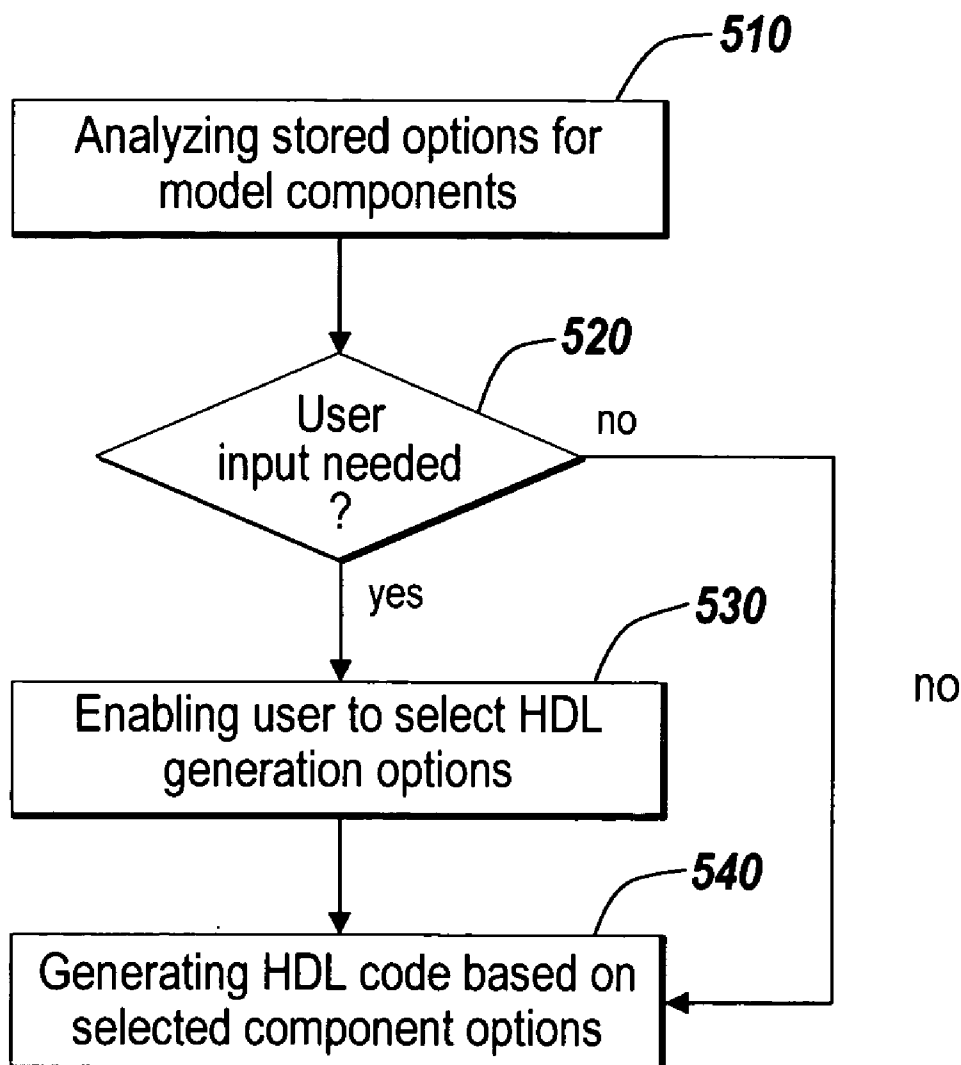 510
Analyzing stored options for
model components
520
User
input needed
?
no
yes
530
no
Enabling user to select HDL
generation options
540
Generating HDL code based on
selected component options